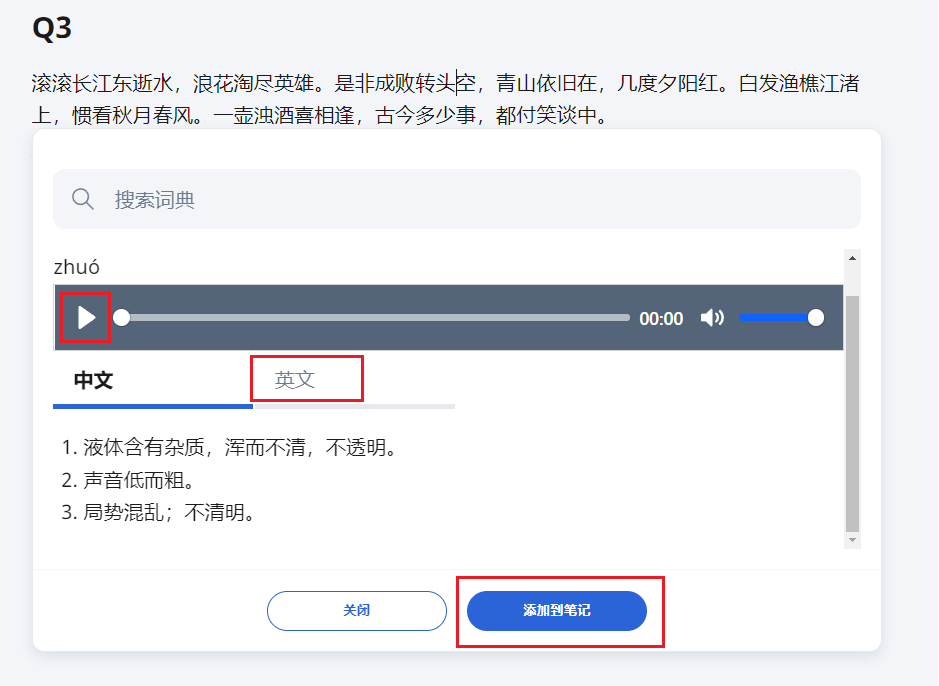 Q3
滚滚长江东逝水，浪花淘尽英雄。是非成败转头空，青山依旧在，几度夕阳红。白发渔樵江渚
上，惯看秋月春风。一壶浊酒喜相逢，古今多少事，都付笑谈中。
搜索词典
zhuó
00:00
中文 英文
1. 液体含有杂质，浑而不清，不透明。
2. 声音低而粗。
3. 局势混乱；不清明。
关闭 添加到笔记